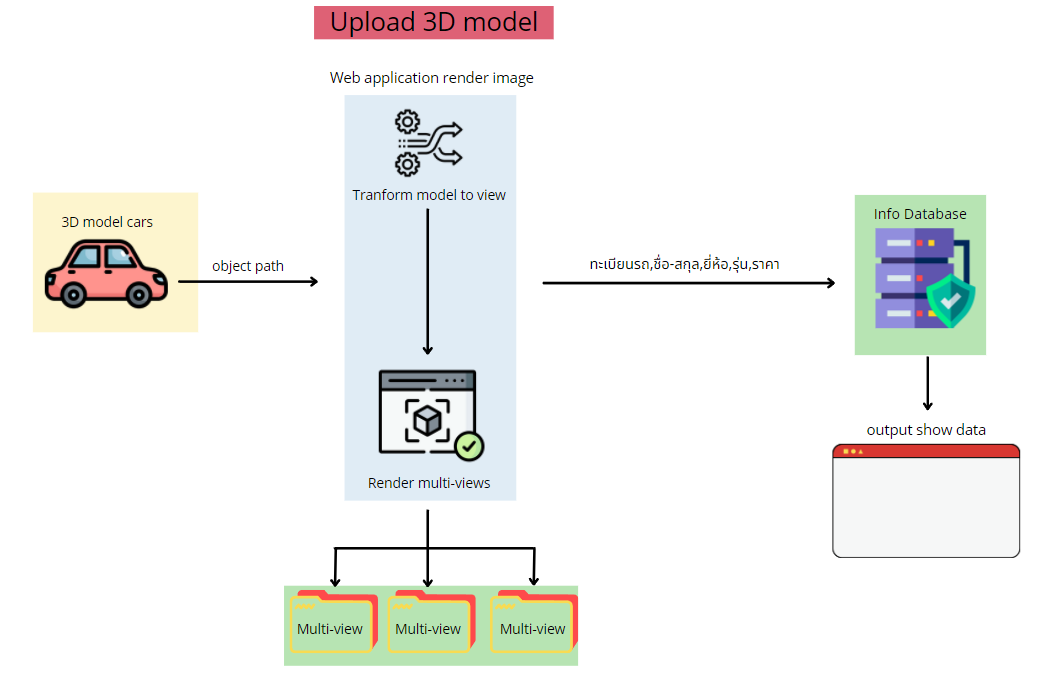 Upload 3D model
Web application render image
Tranform model to view
3D model cars
object path
ทะเบียนรถ,ชื่อ-สกุล,ยี่ห้อ,รุ่น,ราคา
Info Database
output show data
Render multi-views
Multi-view
Multi-view
Multi-view